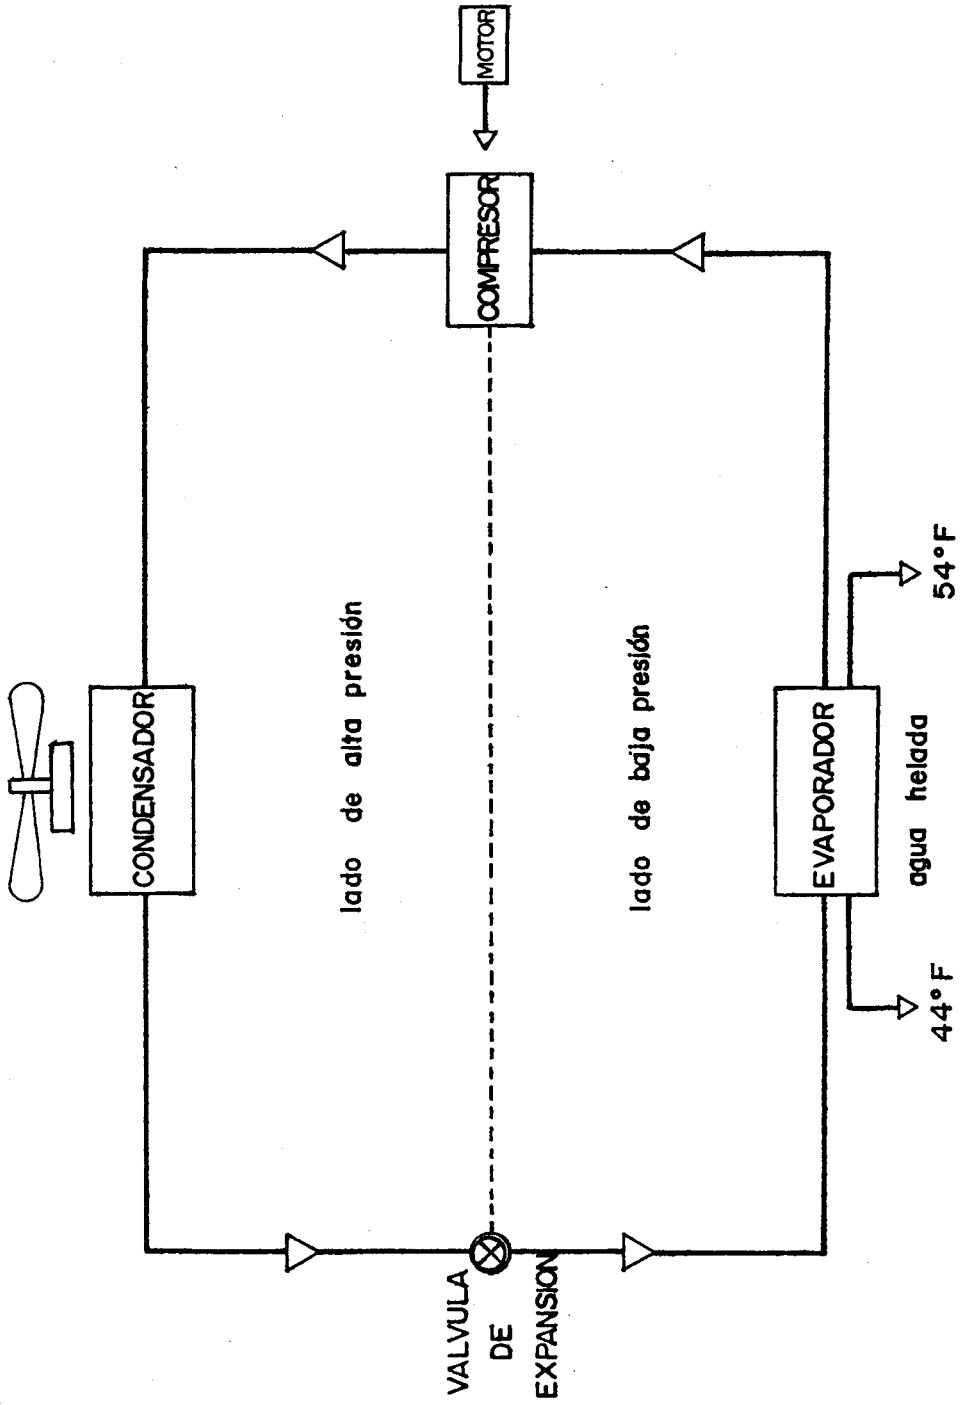 CONDENSADOR
lado de alta presión
VALVULA
DE
EXPANSION
COMPRESOR
MOTOR
lado de baja presión
EVAPORADOR
agua helada
44°F
54°F